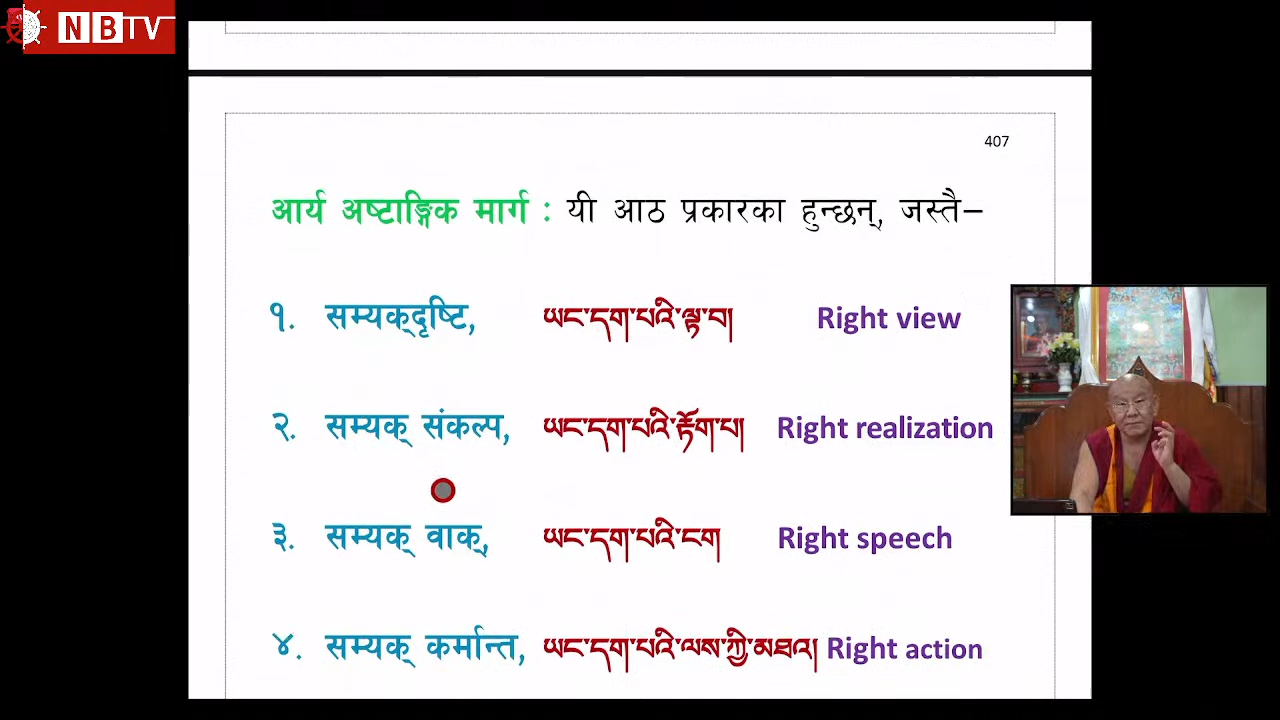 NBTV
407
आर्य अष्टाङ्गिक मार्ग : यी आठ प्रकारका हुन्छन्, जस्तै–
१. सम्यक्दृष्टि, ཡང་དག་པའི་ལྟ་བ། Right view
२. सम्यक् संकल्प, ཡང་དག་པའི་རྟོག་པ། Right realization
३. सम्यक् वाक्, ཡང་དག་པའི་ངག Right speech
४. सम्यक् कर्मान्त, ཡང་དག་པའི་ལས་ཀྱི་མཐའ། Right action